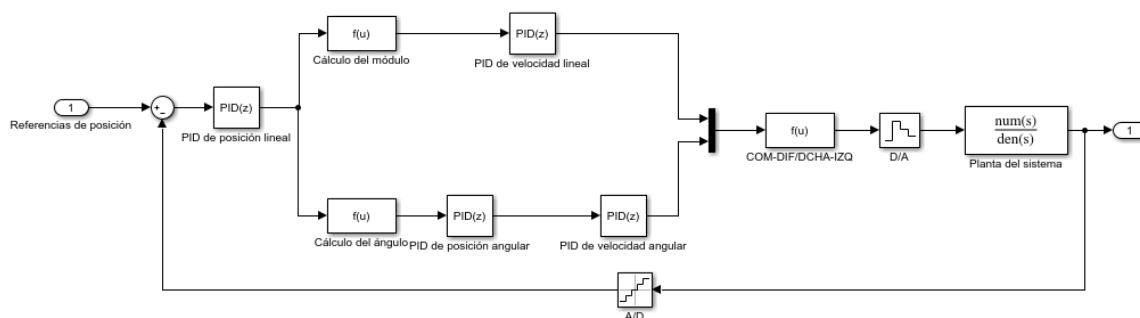 f(u)
Cálculo del módulo
PID(z)
PID de velocidad lineal
1
Referencias de posición
+
−
PID(z)
PID de posición lineal
f(u)
COM-DIF/DCHA-IZQ
D/A
num(s)
den(s)
Planta del sistema
1
f(u)
Cálculo del ángulo
PID(z)
PID de posición angular
PID(z)
PID de velocidad angular
A/D